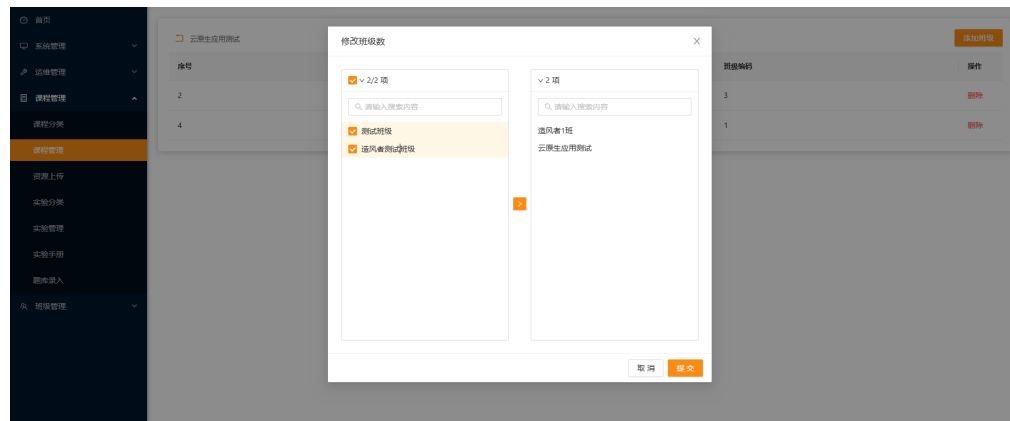 首页
系统管理
运维管理
课程管理
课程分类
课程管理
资源上传
实验分类
实验管理
实验手册
题库录入
班级管理
云原生应用测试
添加班级
序号
班级编码
操作
2
3
删除
4
1
删除
修改班级数
2/2 项
请输入搜索内容
测试班级
造风者测试班级
2 项
请输入搜索内容
造风者1班
云原生应用测试
取 消
提 交